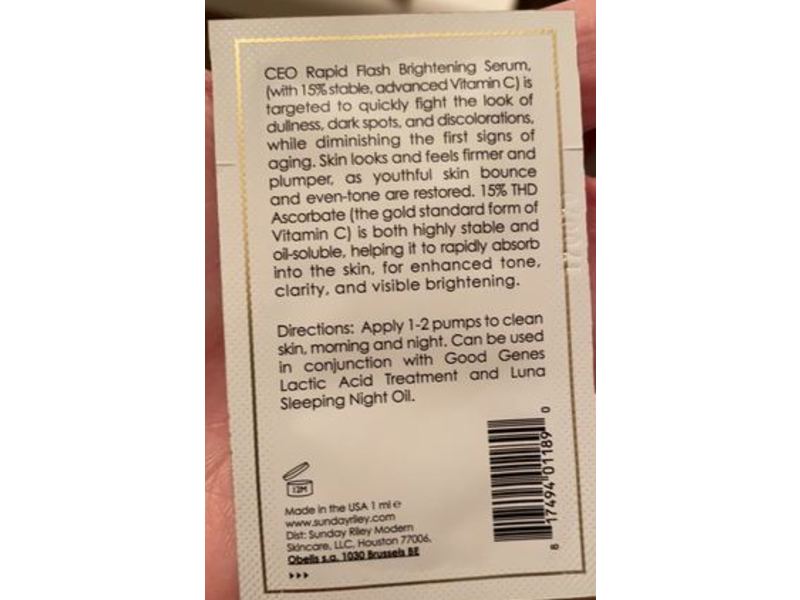 CEO Rapid Flash Brightening Serum,
(with 15% stable, advanced Vitamin C) is
targeted to quickly fight the look of
dullness, dark spots, and discolorations,
while diminishing the first signs of
aging. Skin looks and feels firmer and
plumper, as youthful skin bounce
and even-tone are restored. 15% THD
Ascorbate (the gold standard form of
Vitamin C) is both highly stable and
oil-soluble, helping it to rapidly absorb
into the skin, for enhanced tone,
clarity, and visible brightening.
Directions: Apply 1-2 pumps to clean
skin, morning and night. Can be used
in conjunction with Good Genes
Lactic Acid Treatment and Luna
Sleeping Night Oil.
12M
Made in the USA 1 ml e
www.sundayriley.com
Dist: Sunday Riley Modern
Skincare, LLC, Houston 77006.
Obelis s.a. 1030 Brussels BE
8 17494 01189 0